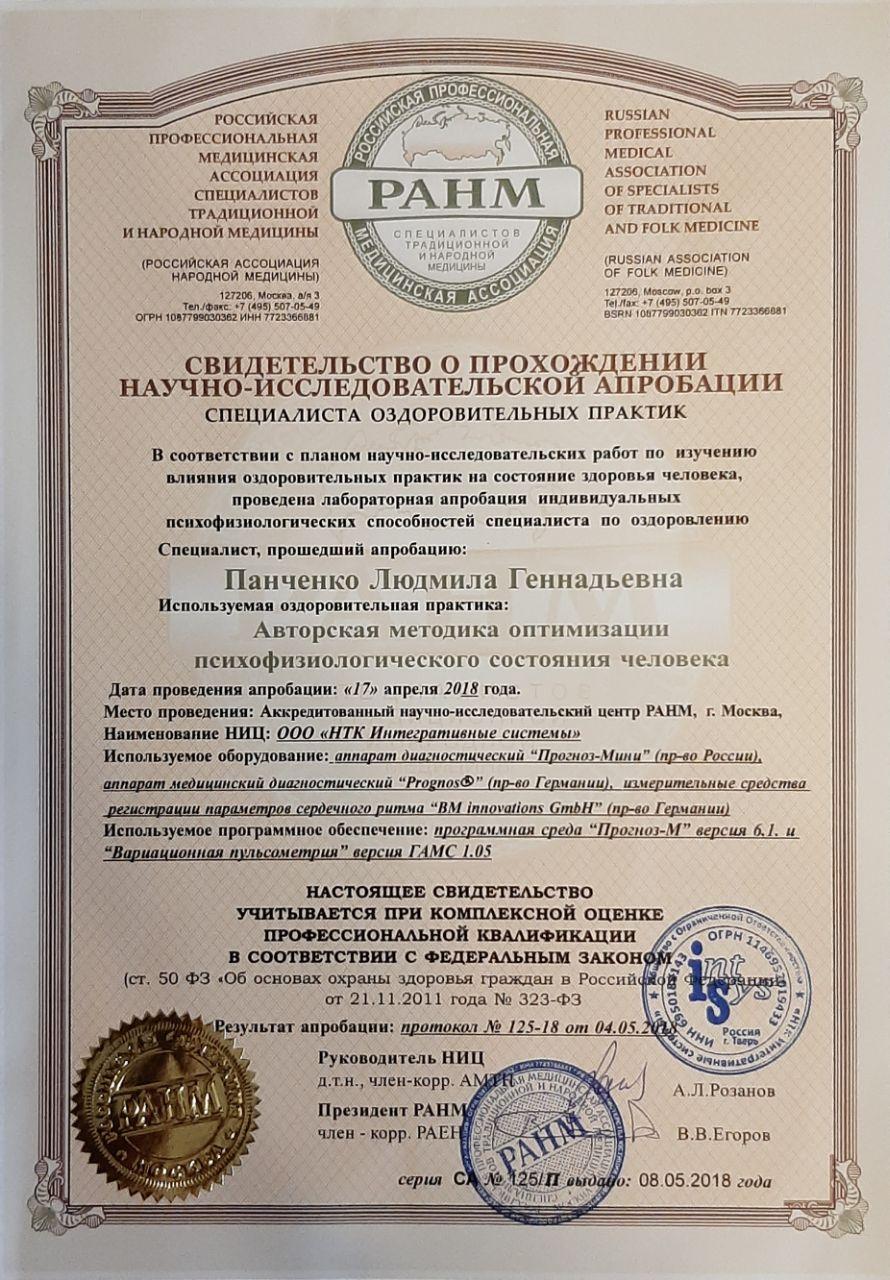 РОССИЙСКАЯ
ПРОФЕССИОНАЛЬНАЯ
МЕДИЦИНСКАЯ
АССОЦИАЦИЯ
СПЕЦИАЛИСТОВ
ТРАДИЦИОННОЙ
И НАРОДНОЙ МЕДИЦИНЫ
(РОССИЙСКАЯ АССОЦИАЦИЯ
НАРОДНОЙ МЕДИЦИНЫ)
127206, Москва, а/я 3
Тел./факс: +7 (495) 507-05-49
ОГРН 1087799030362 ИНН 7723366881
РОССИЙСКАЯ ПРОФЕССИОНАЛЬНАЯ
РАНМ
СПЕЦИАЛИСТОВ
ТРАДИЦИОННОЙ
И НАРОДНОЙ
МЕДИЦИНЫ
МЕДИЦИНСКАЯ АССОЦИАЦИЯ
RUSSIAN
PROFESSIONAL
MEDICAL
ASSOCIATION
OF SPECIALISTS
OF TRADITIONAL
AND FOLK MEDICINE
(RUSSIAN ASSOCIATION
OF FOLK MEDICINE)
127206, Moscow, p.o. box 3
Tel./fax: +7 (495) 507-05-49
BSRN 1087799030362 ITN 7723366881
СВИДЕТЕЛЬСТВО О ПРОХОЖДЕНИИ
НАУЧНО-ИССЛЕДОВАТЕЛЬСКОЙ АПРОБАЦИИ
СПЕЦИАЛИСТА ОЗДОРОВИТЕЛЬНЫХ ПРАКТИК
В соответствии с планом научно-исследовательских работ по изучению
влияния оздоровительных практик на состояние здоровья человека,
проведена лабораторная апробация индивидуальных
психофизиологических способностей специалиста по оздоровлению
Специалист, прошедший апробацию:
Панченко Людмила Геннадьевна
Используемая оздоровительная практика:
Авторская методика оптимизации
психофизиологического состояния человека
Дата проведения апробации: «17» апреля 2018 года.
Место проведения: Аккредитованный научно-исследовательский центр РАНМ, г. Москва,
Наименование НИЦ: ООО «НТК Интегративные системы»
Используемое оборудование: аппарат диагностический “Прогноз-Мини” (пр-во России),
аппарат медицинский диагностический “Prognos®” (пр-во Германии), измерительные средства
регистрации параметров сердечного ритма “BM innovations GmbH” (пр-во Германии)
Используемое программное обеспечение: программная среда “Прогноз-М” версия 6.1. и
“Вариационная пульсометрия” версия ГАМС 1.05
НАСТОЯЩЕЕ СВИДЕТЕЛЬСТВО
УЧИТЫВАЕТСЯ ПРИ КОМПЛЕКСНОЙ ОЦЕНКЕ
ПРОФЕССИОНАЛЬНОЙ КВАЛИФИКАЦИИ
В СООТВЕТСТВИИ С ФЕДЕРАЛЬНЫМ ЗАКОНОМ
(ст. 50 ФЗ «Об основах охраны здоровья граждан в Российской Федерации»
от 21.11.2011 года № 323-ФЗ
Результат апробации: протокол № 125-18 от 04.05.2018
Руководитель НИЦ
д.т.н., член-корр. АМТН
А.Л.Розанов
Президент РАНМ
член - корр. РАЕН
В.В.Егоров
серия СА № 125/П выдано: 08.05.2018 года
intsys
Россия
г. Тверь
РАНМ
МОСКВА
РАНМ